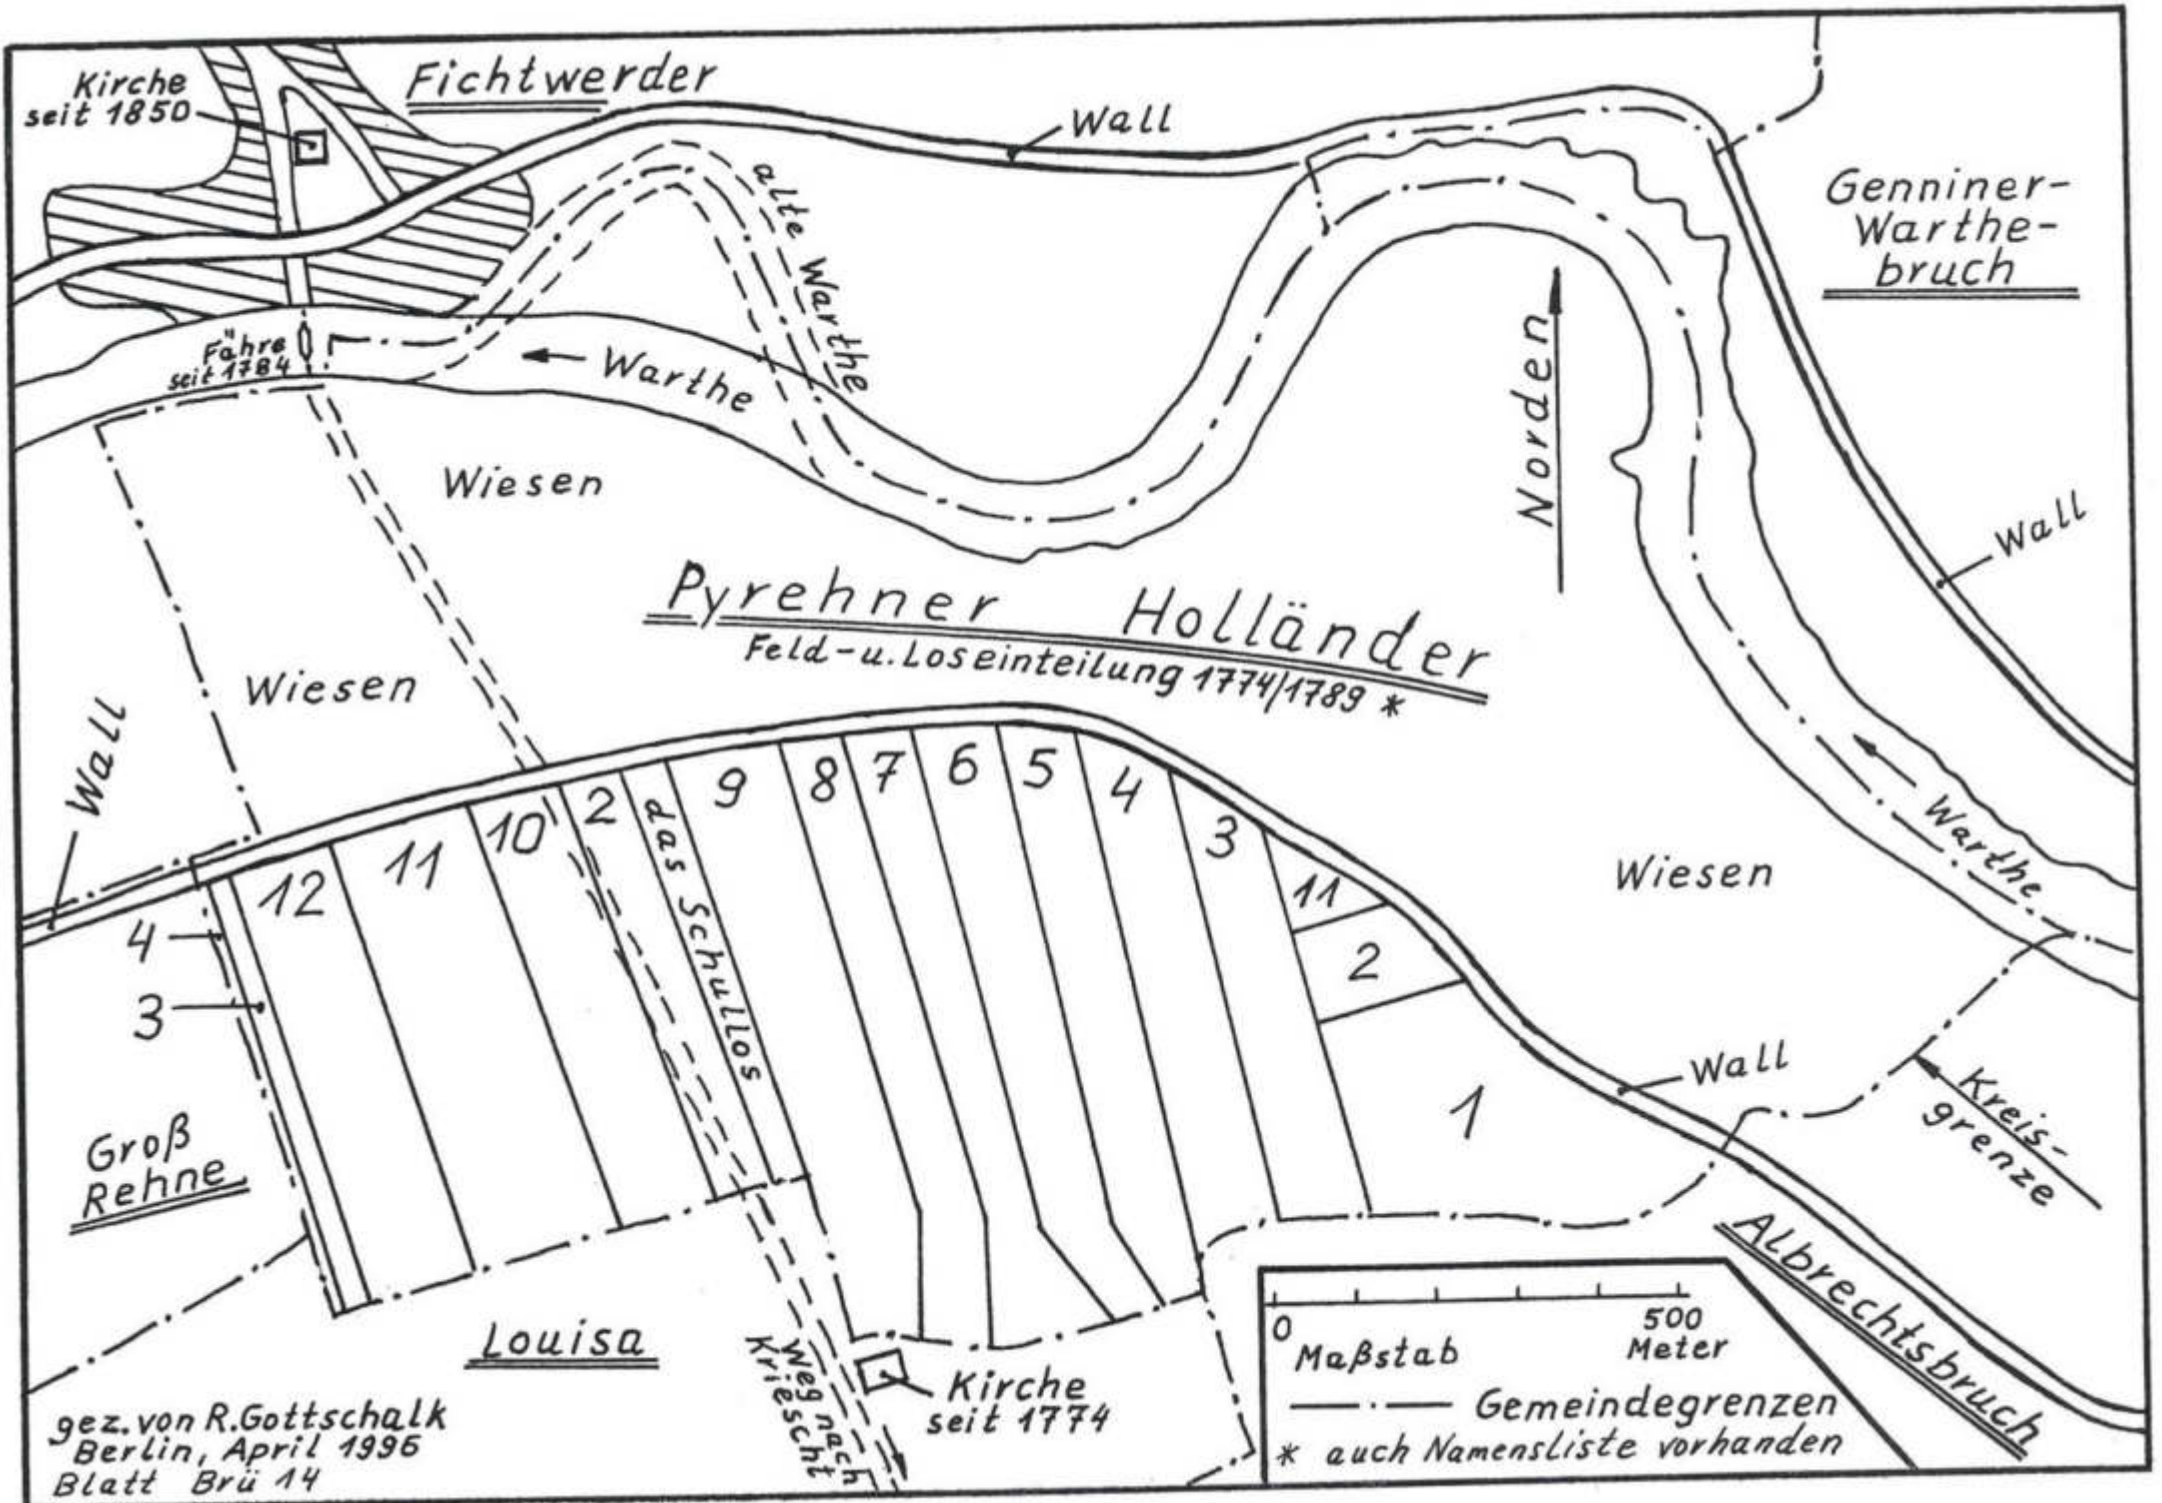 Kirche
seit 1850
Fichtwerder
Wall
alte Warthe
Genniner-
Warthe-
bruch
Fähre
seit 1784
Warthe
Norden
Wiesen
Wall
Pyrehner Holländer
Feld-u. Loseinteilung 1774/1789 *
Wiesen
Wall
12
11
10
2
das Schullos
9
8
7
6
5
4
3
11
2
1
Wiesen
Warthe
4
3
Wall
Kreis-
grenze
Groß
Rehne
Albrechtsbruch
Louisa
Weg nach
Kriescht
Kirche
seit 1774
0
500
Maßstab
Meter
Gemeindegrenzen
* auch Namensliste vorhanden
gez. von R. Gottschalk
Berlin, April 1996
Blatt Brü 14